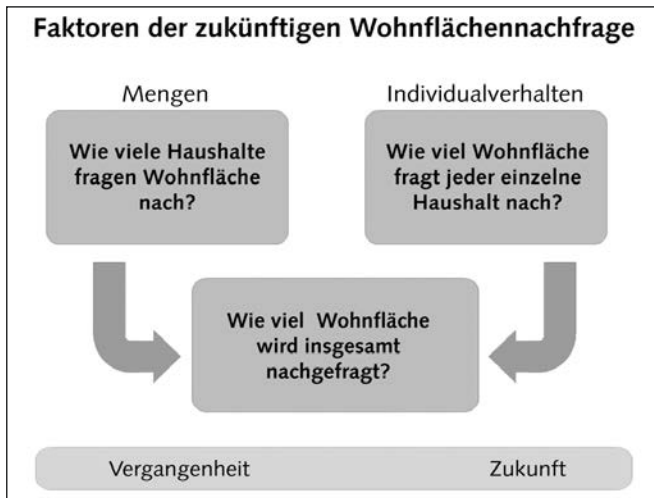 Faktoren der zukünftigen Wohnflächennachfrage
Mengen
Wie viele Haushalte
fragen Wohnfläche
nach?
Individualverhalten
Wie viel Wohnfläche
fragt jeder einzelne
Haushalt nach?
Wie viel Wohnfläche
wird insgesamt
nachgefragt?
Vergangenheit
Zukunft